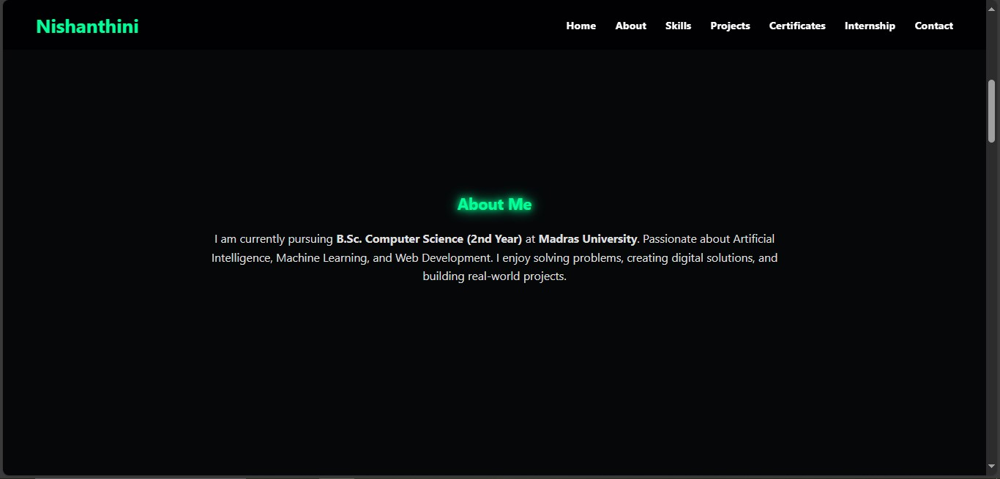 Nishanthini
Home About Skills Projects Certificates Internship Contact
About Me
I am currently pursuing B.Sc. Computer Science (2nd Year) at Madras University. Passionate about Artificial
Intelligence, Machine Learning, and Web Development. I enjoy solving problems, creating digital solutions, and
building real-world projects.